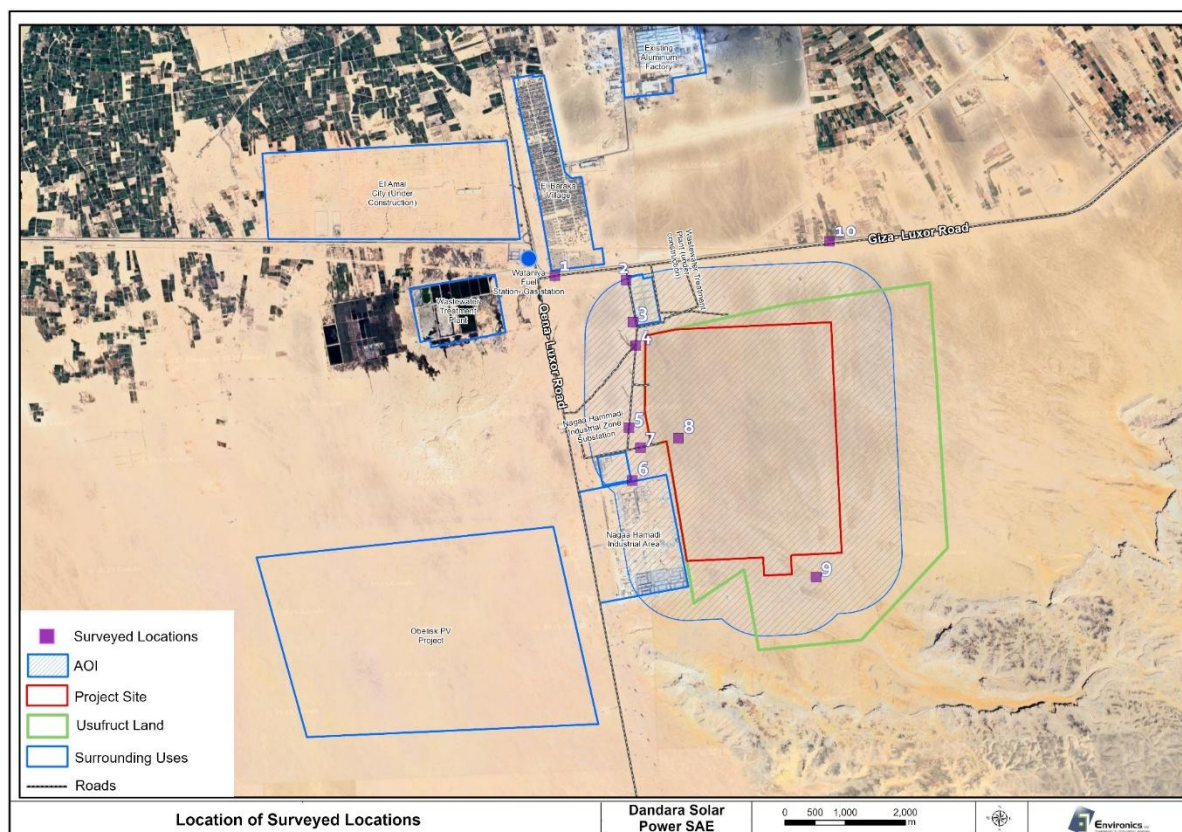 Existing
Aluminum
Factory
El Amal
City (Under
Construction)
El Baraka
Village
10
Giza- Luxor Road
Wastewater Treatment
Plant (under
construction)
1
2
Wataniya
Fuel
Station- Gas station
Wastewater
Treatment
Plant
3
4
Qena- Luxor Road
Nagaa Hammadi
Industrial Zone
Substation
5
7
8
6
Nagaa Hamadi
Industrial Area
9
Obelisk PV
Project
Surveyed Locations
AOI
Project Site
Usufruct Land
Surrounding Uses
Roads
Location of Surveyed Locations
Dandara Solar
Power SAE
0 500 1,000 2,000
m
Environics